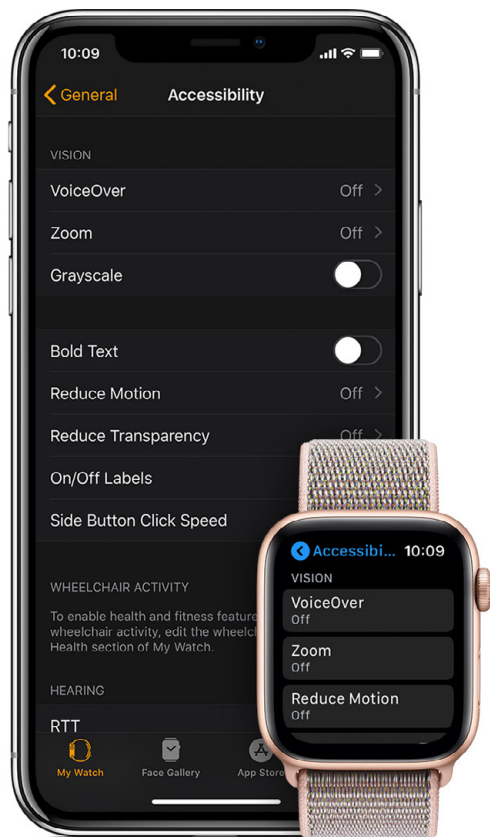 10:09
General
Accessibility
VISION
VoiceOver
Off
Zoom
Off
Grayscale
Bold Text
Reduce Motion
Off
Reduce Transparency
Off
On/Off Labels
Side Button Click Speed
WHEELCHAIR ACTIVITY
To enable health and fitness feature
wheelchair activity, edit the wheelc
Health section of My Watch.
HEARING
RTT
My Watch
Face Gallery
App Store
Accessibi... 10:09
VISION
VoiceOver
Off
Zoom
Off
Reduce Motion
Off